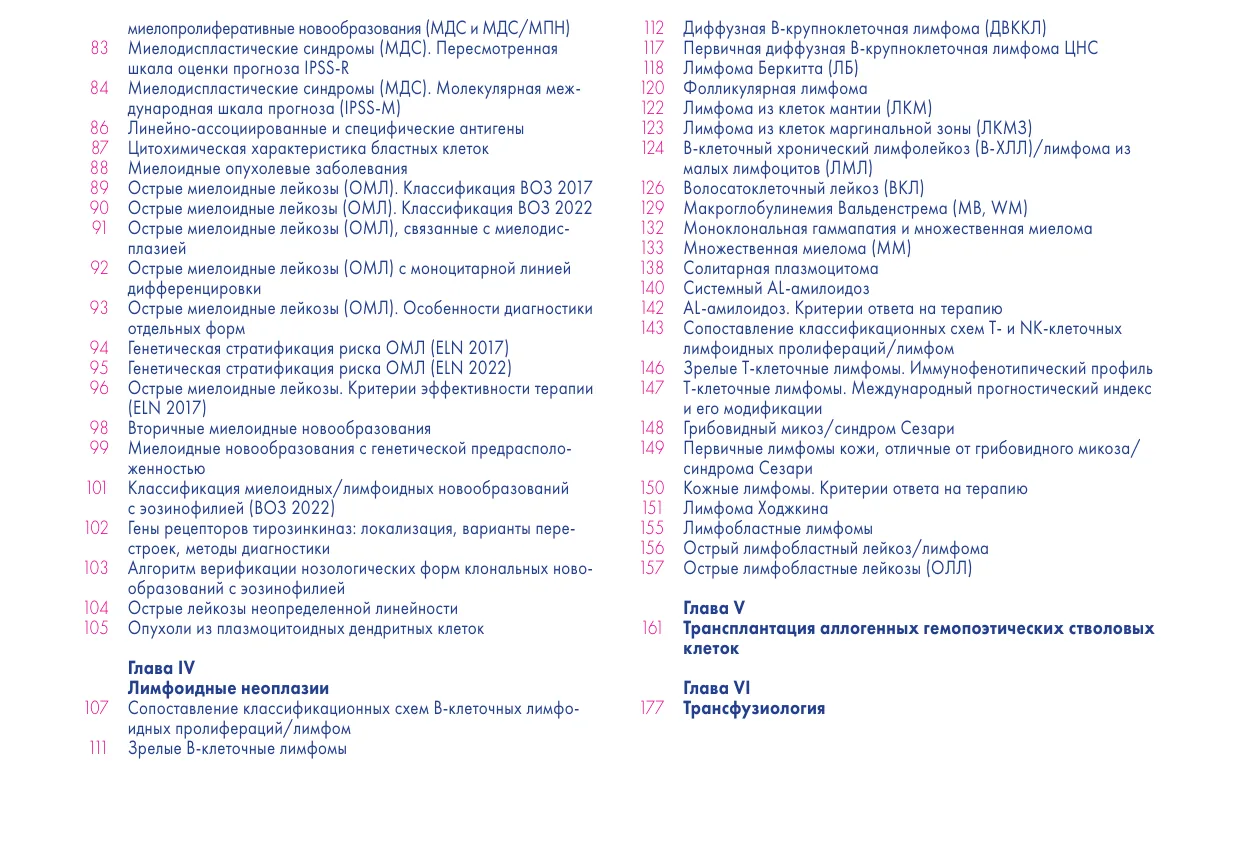 миелопролиферативные новообразования (МДС и МДС/МПН)
83 Миелодиспластические синдромы (МДС). Пересмотренная
шкала оценки прогноза IPSS-R
84 Миелодиспластические синдромы (МДС). Молекулярная меж-
дународная шкала прогноза (IPSS-M)
86 Линейно-ассоциированные и специфические антигены
87 Цитохимическая характеристика бластных клеток
88 Миелоидные опухолевые заболевания
89 Острые миелоидные лейкозы (ОМЛ). Классификация ВОЗ 2017
90 Острые миелоидные лейкозы (ОМЛ). Классификация ВОЗ 2022
91 Острые миелоидные лейкозы (ОМЛ), связанные с миелодис-
плазией
92 Острые миелоидные лейкозы (ОМЛ) с моноцитарной линией
дифференцировки
93 Острые миелоидные лейкозы (ОМЛ). Особенности диагностики
отдельных форм
94 Генетическая стратификация риска ОМЛ (ELN 2017)
95 Генетическая стратификация риска ОМЛ (ELN 2022)
96 Острые миелоидные лейкозы. Критерии эффективности терапии
(ELN 2017)
98 Вторичные миелоидные новообразования
99 Миелоидные новообразования с генетической предрасполо-
женностью
101 Классификация миелоидных/лимфоидных новообразований
с эозинофилией (ВОЗ 2022)
102 Гены рецепторов тирозинкиназ: локализация, варианты пере-
строек, методы диагностики
103 Алгоритм верификации нозологических форм клональных ново-
образований с эозинофилией
104 Острые лейкозы неопределенной линейности
105 Опухоли из плазмоцитоидных дендритных клеток
Глава IV
Лимфоидные неоплазии
107 Сопоставление классификационных схем В-клеточных лимфо-
идных пролифераций/лимфом
111 Зрелые В-клеточные лимфомы
112 Диффузная В-крупноклеточная лимфома (ДВККЛ)
117 Первичная диффузная В-крупноклеточная лимфома ЦНС
118 Лимфома Беркитта (ЛБ)
120 Фолликулярная лимфома
122 Лимфома из клеток мантии (ЛКМ)
123 Лимфома из клеток маргинальной зоны (ЛКМЗ)
124 В-клеточный хронический лимфолейкоз (В-ХЛЛ)/лимфома из
малых лимфоцитов (ЛМЛ)
126 Волосатоклеточный лейкоз (ВКЛ)
129 Макроглобулинемия Вальденстрема (МВ, WM)
132 Моноклональная гаммапатия и множественная миелома
133 Множественная миелома (ММ)
138 Солитарная плазмоцитома
140 Системный AL-амилоидоз
142 AL-амилоидоз. Критерии ответа на терапию
143 Сопоставление классификационных схем Т- и NK-клеточных
лимфоидных пролифераций/лимфом
146 Зрелые Т-клеточные лимфомы. Иммунофенотипический профиль
147 Т-клеточные лимфомы. Международный прогностический индекс
и его модификации
148 Грибовидный микоз/синдром Сезари
149 Первичные лимфомы кожи, отличные от грибовидного микоза/
синдрома Сезари
150 Кожные лимфомы. Критерии ответа на терапию
151 Лимфома Ходжкина
155 Лимфобластные лимфомы
156 Острый лимфобластный лейкоз/лимфома
157 Острые лимфобластные лейкозы (ОЛЛ)
Глава V
161 Трансплантация аллогенных гемопоэтических стволовых
клеток
Глава VI
177 Трансфузиология